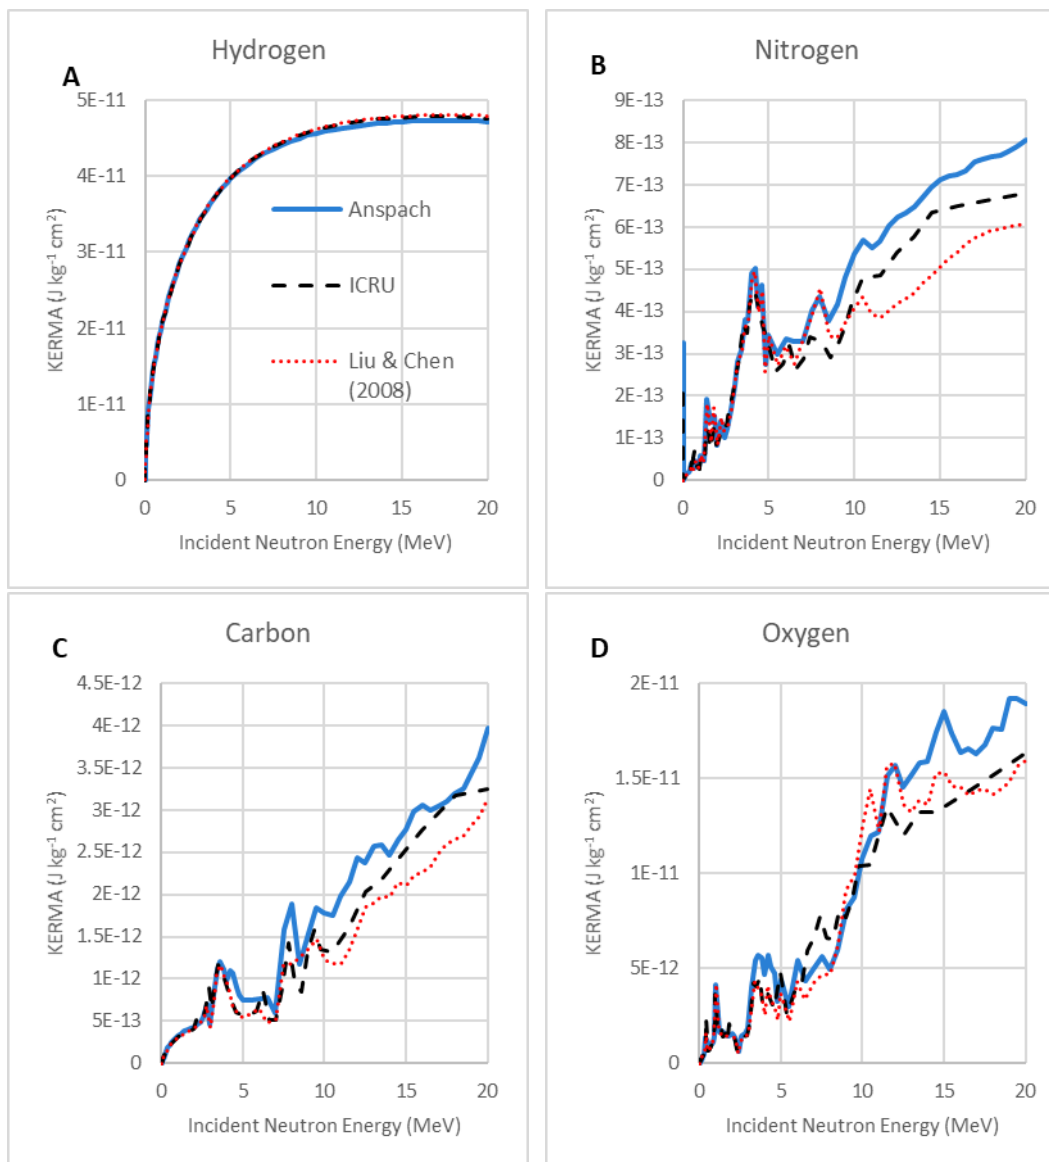 Hydrogen
A
5E-11
4E-11
3E-11
2E-11
1E-11
0
KERMA (J kg⁻¹ cm²)
Anspach
ICRU
Liu & Chen
(2008)
0 5 10 15 20
Incident Neutron Energy (MeV)
Nitrogen
B
9E-13
8E-13
7E-13
6E-13
5E-13
4E-13
3E-13
2E-13
1E-13
0
KERMA (J kg⁻¹ cm²)
0 5 10 15 20
Incident Neutron Energy (MeV)
Carbon
C
4.5E-12
4E-12
3.5E-12
3E-12
2.5E-12
2E-12
1.5E-12
1E-12
5E-13
0
KERMA (J kg⁻¹ cm²)
0 5 10 15 20
Incident Neutron Energy (MeV)
Oxygen
D
2E-11
1.5E-11
1E-11
5E-12
0
KERMA (J kg⁻¹ cm²)
0 5 10 15 20
Incident Neutron Energy (MeV)